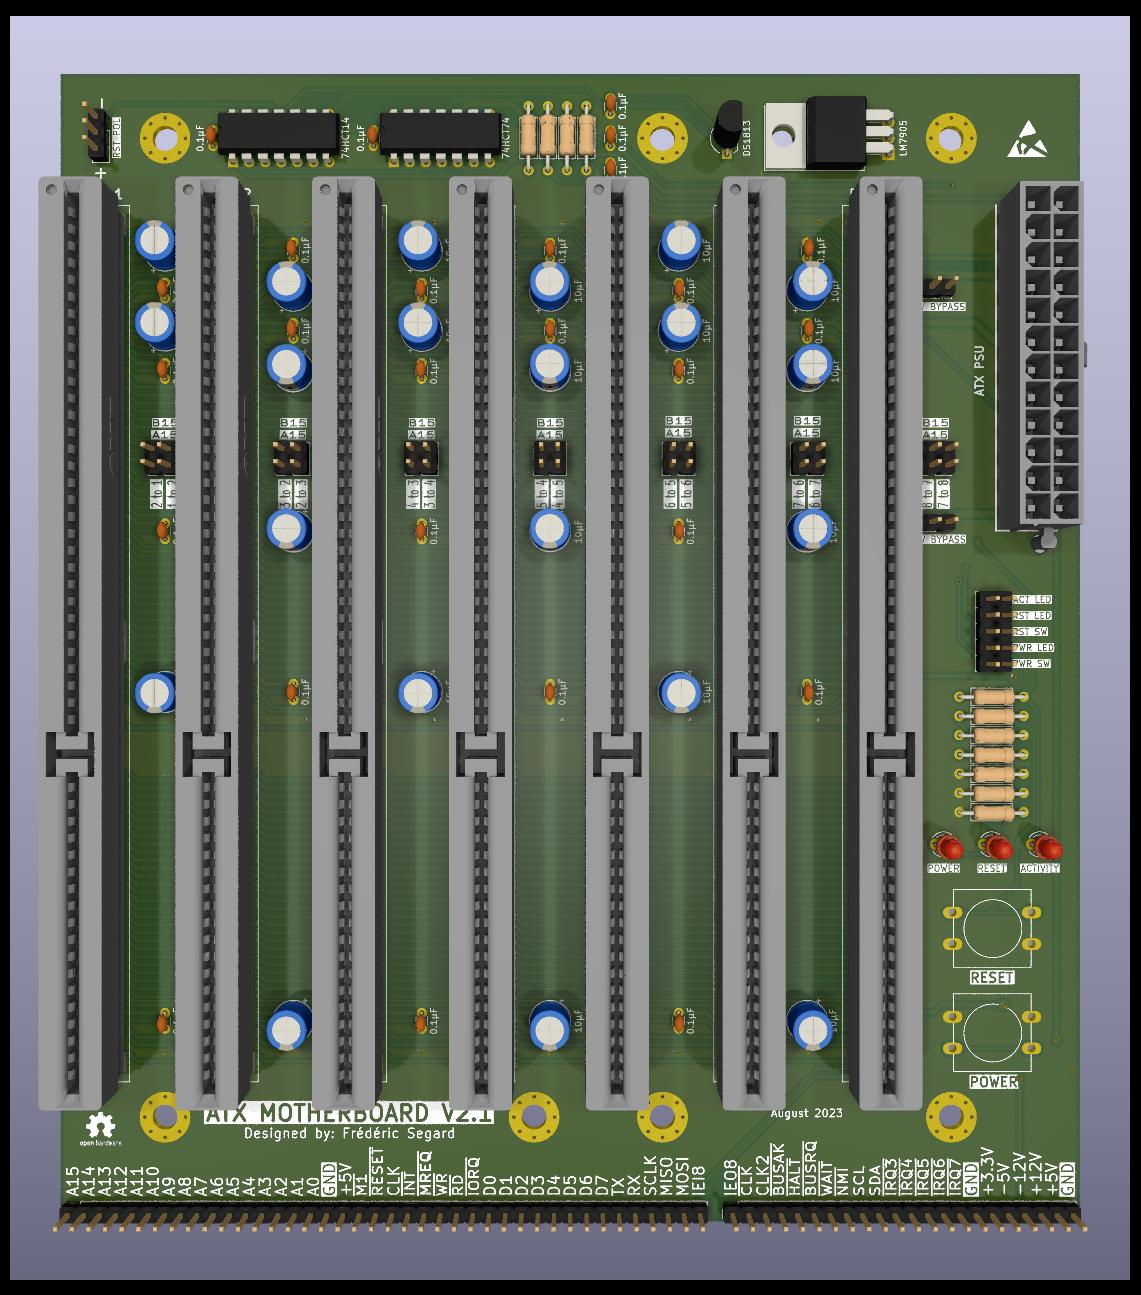 RST POL
+
0.1µF
74HCT14
0.1µF
74HCT74
0.1µF
0.1µF
0.1µF
DS1813
LM7905
1
0.1µF
0.1µF
0.1µF
0.1µF
0.1µF
10µF
10µF
10µF
10µF
0.1µF
0.1µF
0.1µF
0.1µF
0.1µF
0.1µF
0.1µF
BYPASS
ATX PSU
B15
A15
B15
A15
B15
A15
B15
A15
B15
A15
B15
A15
B15
2 to 1
3 to 2
2 to 3
4 to 3
3 to 4
5 to 4
4 to 5
6 to 5
5 to 6
7 to 6
6 to 7
8 to 7
7 to 8
BYPASS
0.1µF
10µF
0.1µF
ACT LED
RST LED
RST SW
PWR LED
PWR SW
0.1µF
0.1µF
10µF
0.1µF
POWER
RESET
ACTIVITY
RESET
0.1µF
10µF
0.1µF
POWER
open hardware
ATX MOTHERBOARD V2.1
Designed by: Frédéric Segard
August 2023
A15
A14
A13
A12
A11
A10
A9
A8
A7
A6
A5
A4
A3
A2
A1
A0
GND
+5V
M1
RESET
CLK
INT
MREQ
WR
RD
IORQ
D0
D1
D2
D3
D4
D5
D6
D7
TX
RX
SCLK
MISO
MOSI
IEI8
IEO8
CLK
CLK2
BUSAK
HALT
BUSRQ
WAIT
NMI
SCL
SDA
IRQ3
IRQ4
IRQ5
IRQ6
IRQ7
GND
+3.3V
-5V
-12V
+12V
+5V
GND